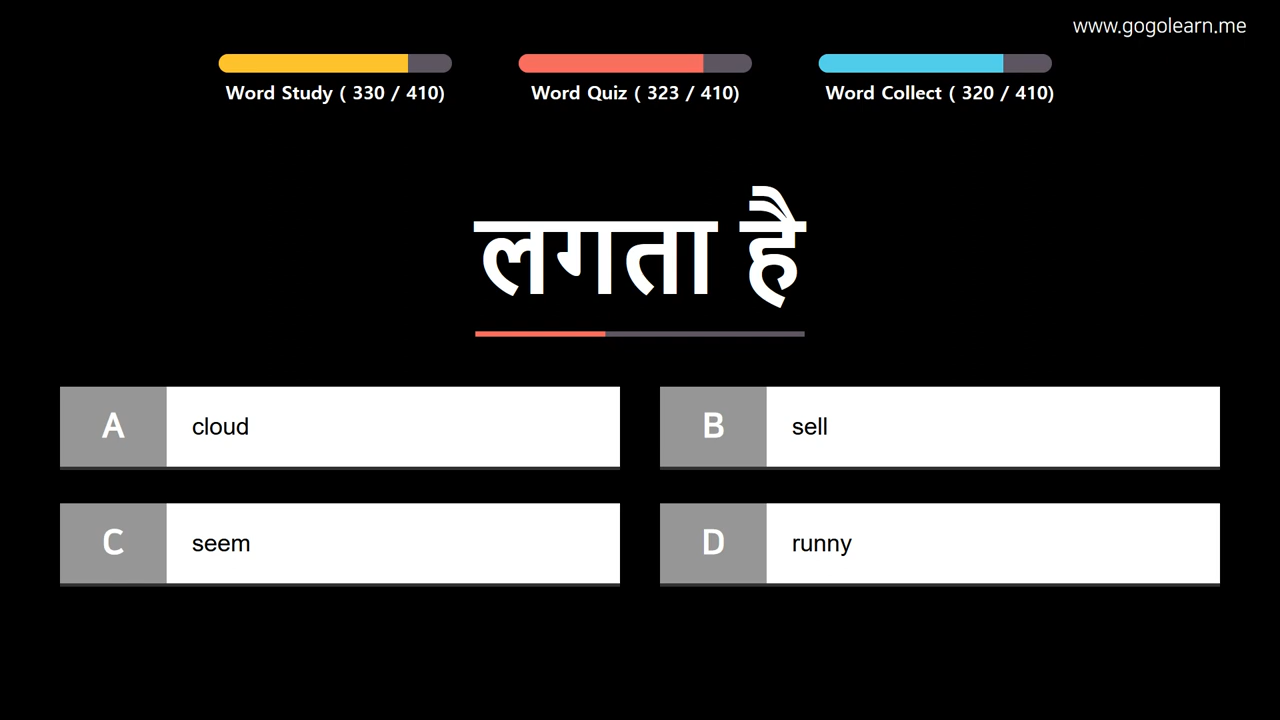 www.gogolearn.me
Word Study ( 330 / 410)
Word Quiz ( 323 / 410)
Word Collect ( 320 / 410)
लगता है
A cloud
B sell
C seem
D runny